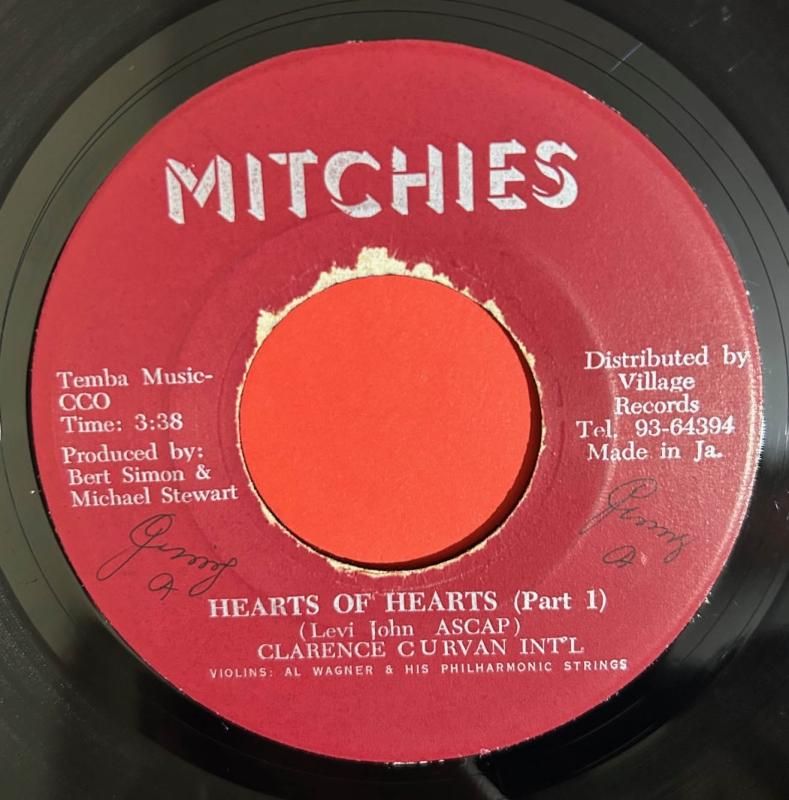 MITCHIES
Temba Music-
CCO
Time: 3:38
Produced by:
Bert Simon &
Michael Stewart
Distributed by
Village
Records
Tel. 93-64394
Made in Ja.
HEARTS OF HEARTS (Part 1)
(Levi John ASCAP)
CLARENCE CURVAN INT'L
VIOLINS: AL WAGNER & HIS PHILHARMONIC STRINGS